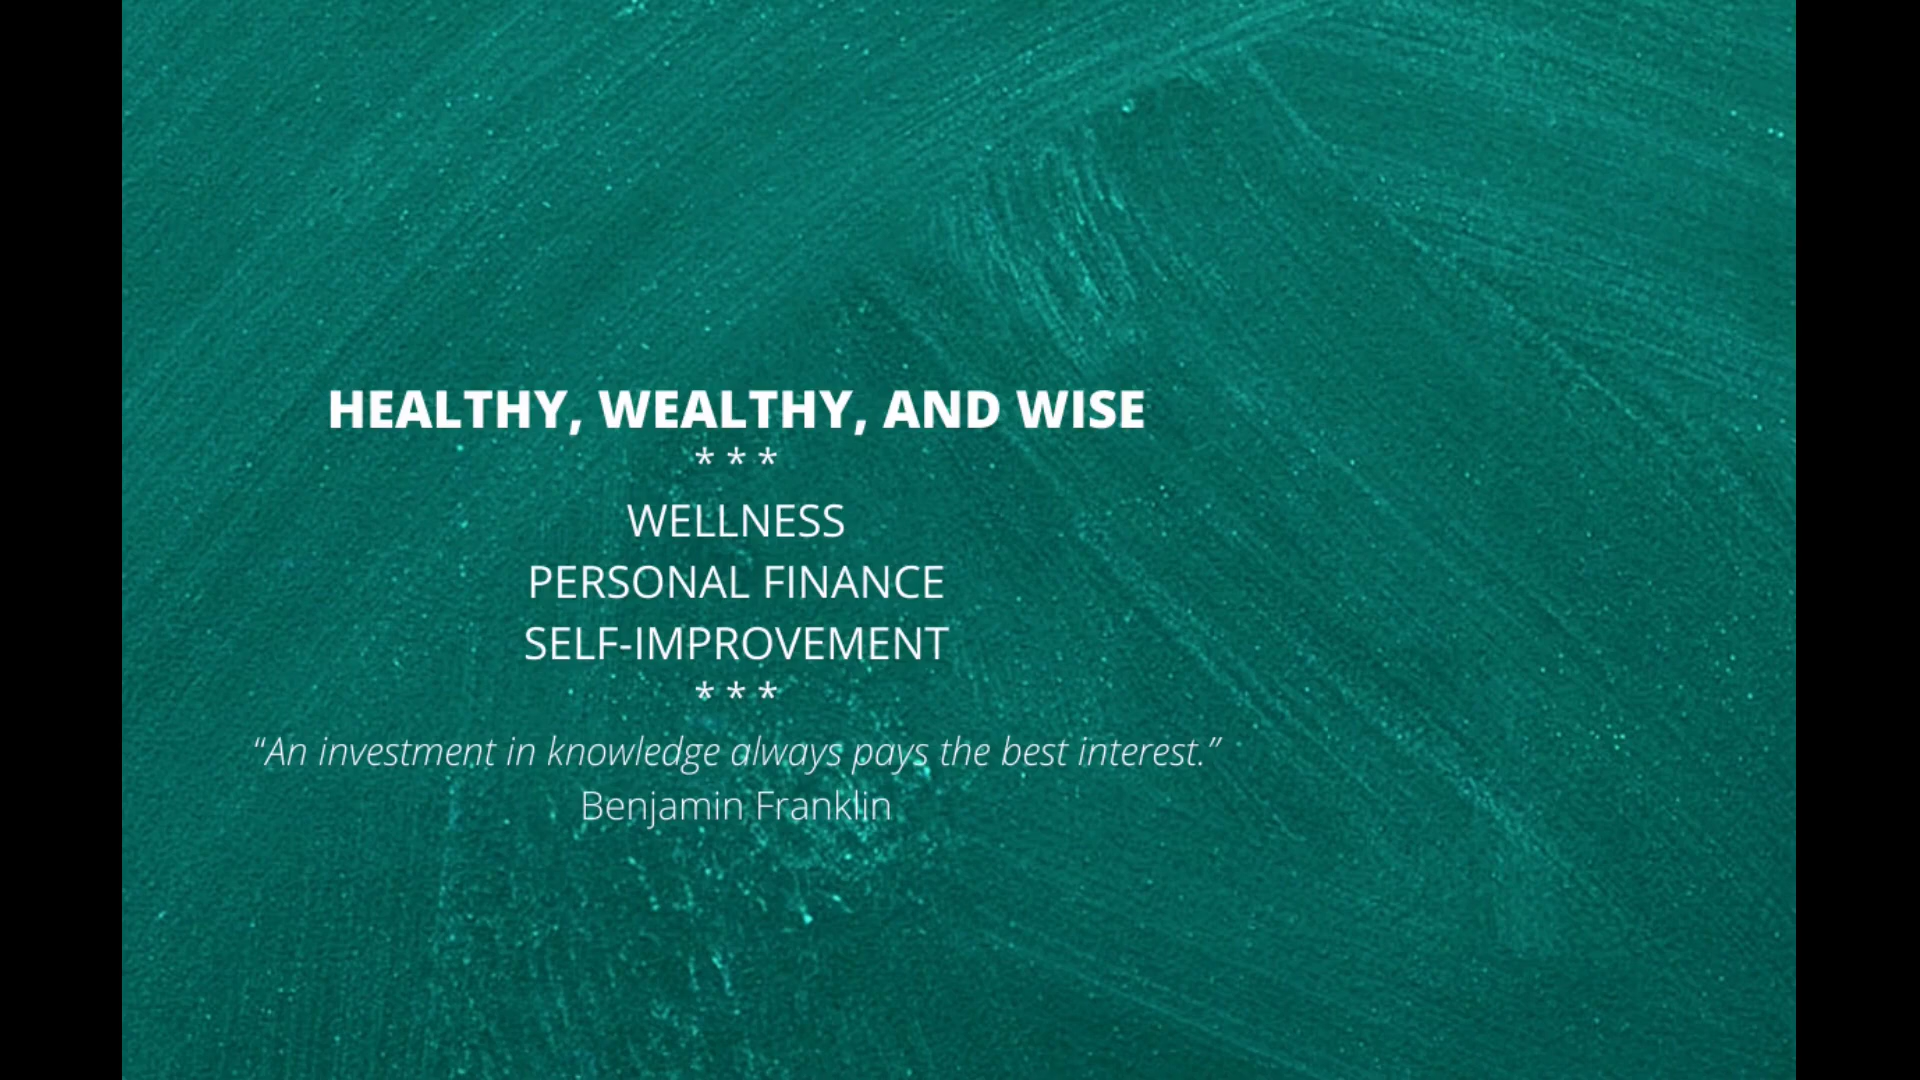 HEALTHY, WEALTHY, AND WISE
* * *
WELLNESS
PERSONAL FINANCE
SELF-IMPROVEMENT
* * *
“An investment in knowledge always pays the best interest.”
Benjamin Franklin